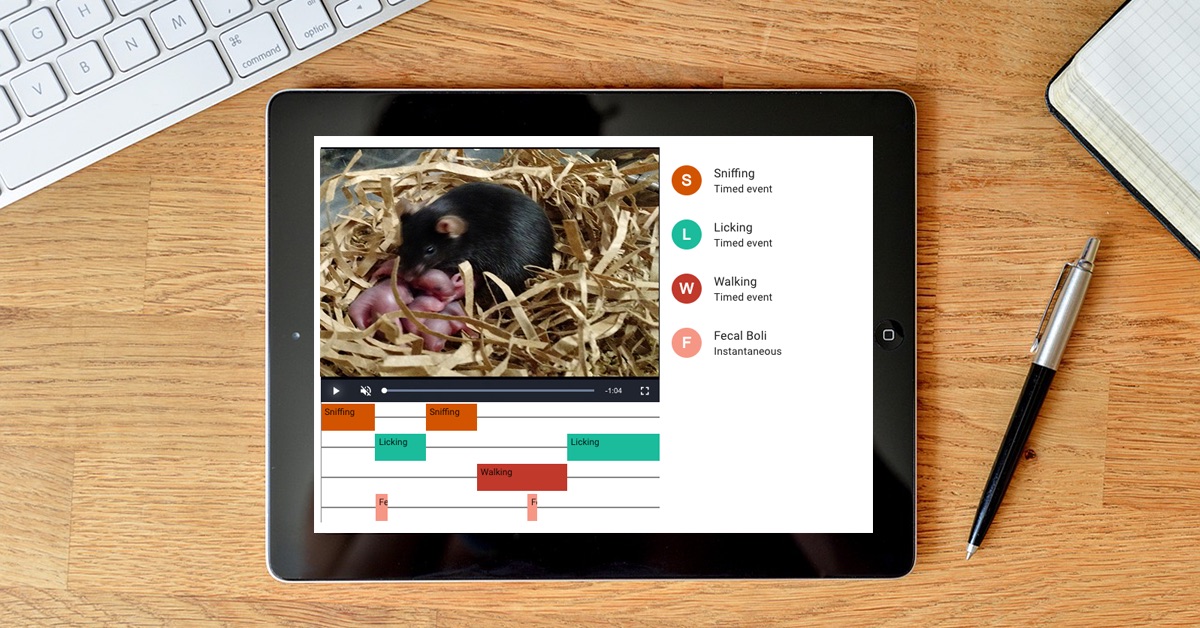 G
H
,
alt
option
M
⌘
command
N
B
V
S
Sniffing
Timed event
L
Licking
Timed event
W
Walking
Timed event
F
Fecal Boli
Instantaneous
-1:04
Sniffing
Sniffing
Licking
Licking
Walking
Fe
F